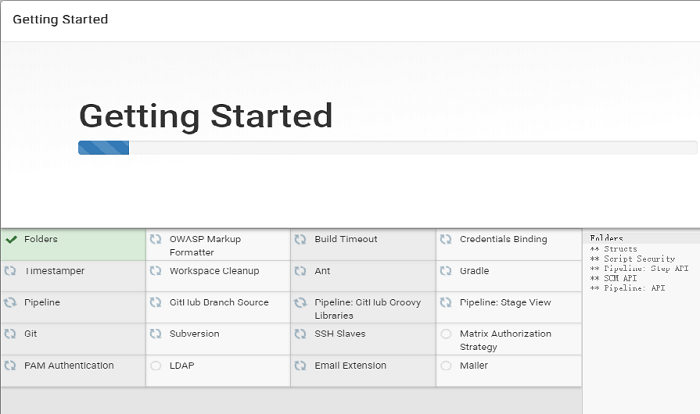 Getting Started
Getting Started
Folders
OWASP Markup
Formatter
Build Timeout
Credentials Binding
Timestamper
Workspace Cleanup
Ant
Gradle
Pipeline
GitHub Branch Source
Pipeline: GitHub Groovy
Libraries
Pipeline: Stage View
Git
Subversion
SSH Slaves
Matrix Authorization
Strategy
PAM Authentication
LDAP
Email Extension
Mailer
Folders
** Structs
** Script Security
** Pipeline: Step API
** SCM API
** Pipeline: API